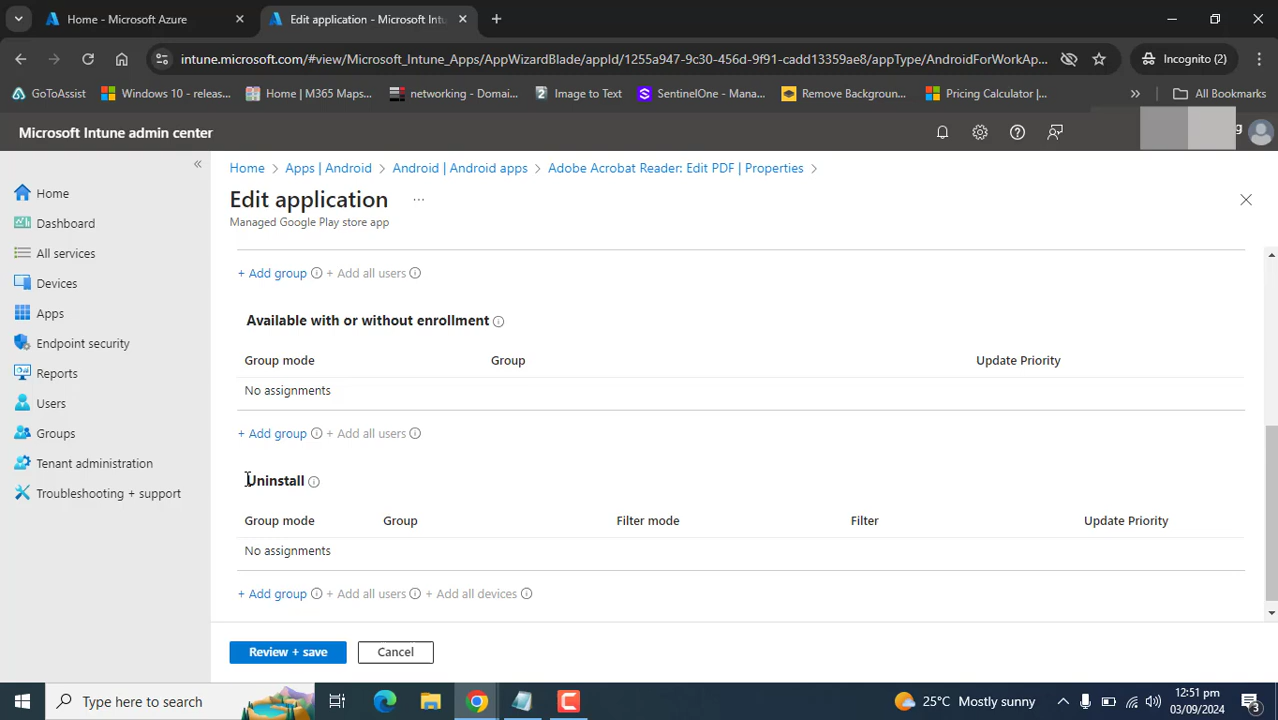 Home - Microsoft Azure
Edit application - Microsoft Intu
intune.microsoft.com/#view/Microsoft_Intune_Apps/AppWizardBlade/appId/1255a947-9c30-456d-9f91-cadd13359ae8/appType/AndroidForWorkAp...
Incognito (2)
GoToAssist
Windows 10 - releas...
Home | M365 Maps...
networking - Domai...
Image to Text
SentinelOne - Mana...
Remove Backgroun...
Pricing Calculator |...
All Bookmarks
Microsoft Intune admin center
g
Home
Dashboard
All services
Devices
Apps
Endpoint security
Reports
Users
Groups
Tenant administration
Troubleshooting + support
Home > Apps | Android > Android | Android apps > Adobe Acrobat Reader: Edit PDF | Properties >
Edit application ...
Managed Google Play store app
+ Add group + Add all users
Available with or without enrollment
Group mode Group Update Priority
No assignments
+ Add group + Add all users
Uninstall
Group mode Group Filter mode Filter Update Priority
No assignments
+ Add group + Add all users + Add all devices
Review + save Cancel
Type here to search
25°C Mostly sunny
12:51 pm
03/09/2024
3